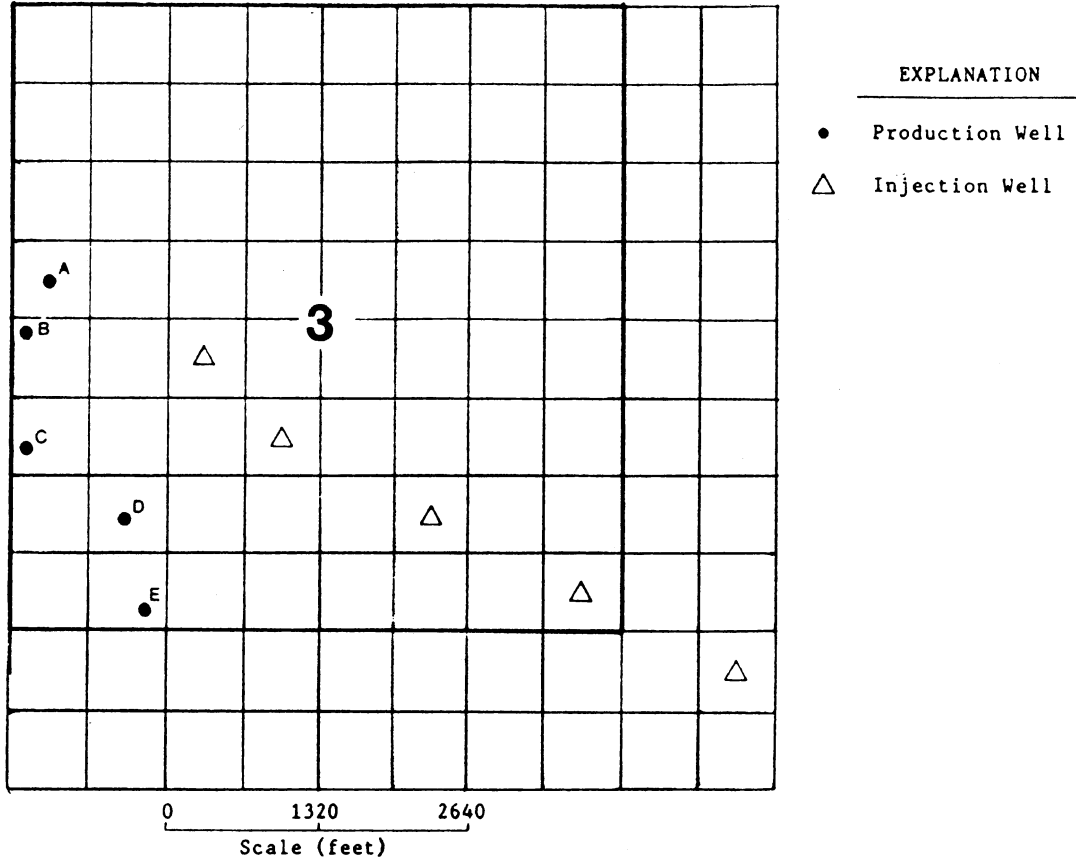 EXPLANATION
Production Well
Injection Well
A
B
3
C
D
E
0 1320 2640
Scale (feet)